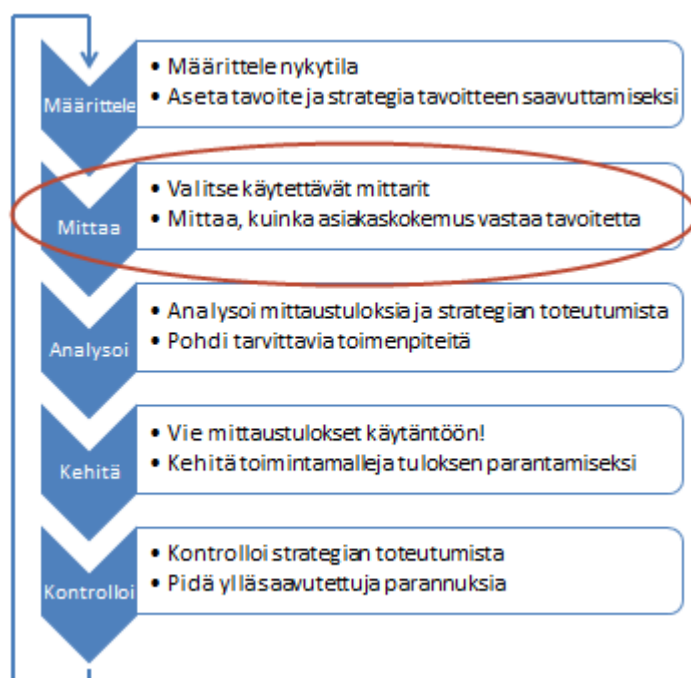 Määrittele
• Määrittele nykytila
• Aseta tavoite ja strategia tavoitteen saavuttamiseksi
Mittaa
• Valitse käytettävät mittarit
• Mittaa, kuinka asiakaskokemus vastaa tavoitetta
Analysoi
• Analysoi mittaustuloksia ja strategian toteutumista
• Pohdi tarvittavia toimenpiteitä
Kehitä
• Vie mittaustulokset käytäntöön!
• Kehitä toimintamalleja tuloksen parantamiseksi
Kontrolloi
• Kontrolloi strategian toteutumista
• Pidä yllä saavutettuja parannuksia